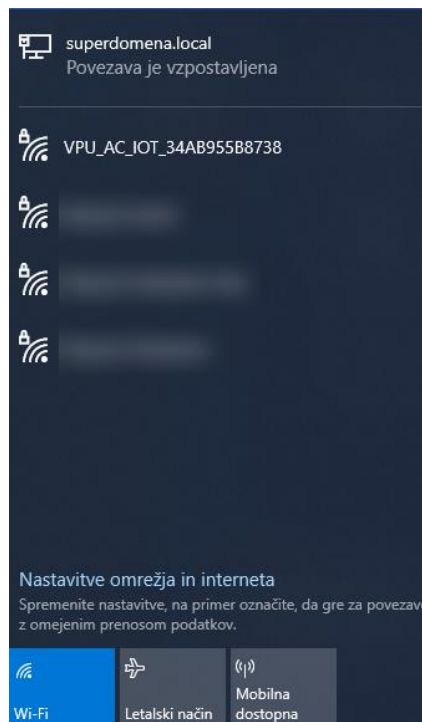 superdomena.local
Povezava je vzpostavljena
VPU_AC_IOT_34AB955B8738
Nastavitve omrežja in interneta
Spremenite nastavitve, na primer označite, da gre za povezavo
z omejenim prenosom podatkov.
Wi-Fi
Letalski način
Mobilna
dostopna